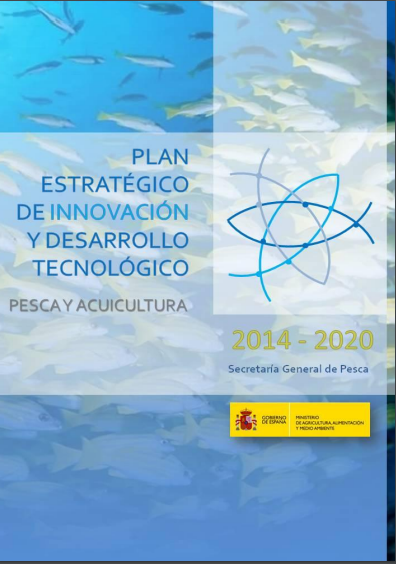 PLAN
ESTRATÉGICO
DE INNOVACIÓN
Y DESARROLLO
TECNOLÓGICO
PESCA Y ACUICULTURA
2014 - 2020
Secretaría General de Pesca
GOBIERNO
DE ESPAÑA
MINISTERIO
DE AGRICULTURA, ALIMENTACIÓN
Y MEDIO AMBIENTE